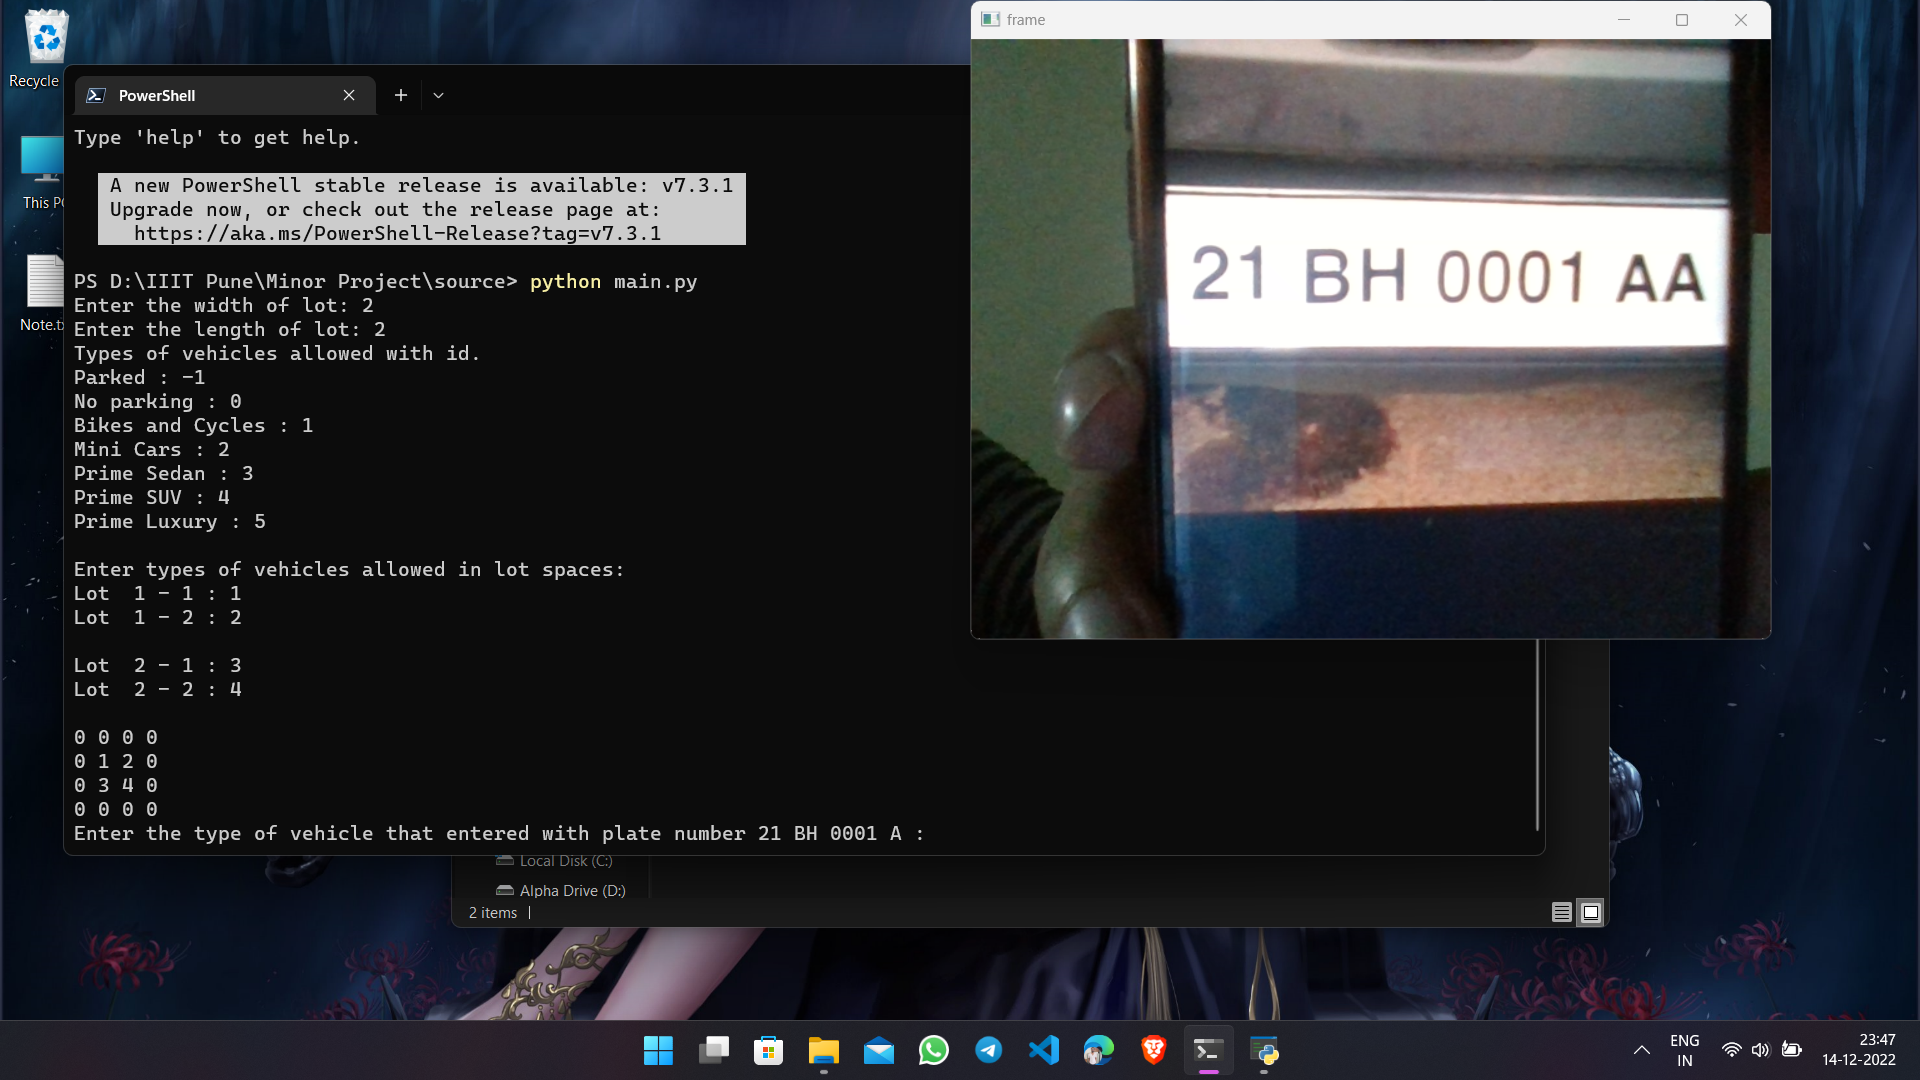 Recycle
This PC
PowerShell
Type 'help' to get help.
A new PowerShell stable release is available: v7.3.1
Upgrade now, or check out the release page at:
https://aka.ms/PowerShell-Release?tag=v7.3.1
PS D:\IIIT Pune\Minor Project\source> python main.py
Enter the width of lot: 2
Enter the length of lot: 2
Types of vehicles allowed with id.
Parked : -1
No parking : 0
Bikes and Cycles : 1
Mini Cars : 2
Prime Sedan : 3
Prime SUV : 4
Prime Luxury : 5
Enter types of vehicles allowed in lot spaces:
Lot  1 - 1 : 1
Lot  1 - 2 : 2
Lot  2 - 1 : 3
Lot  2 - 2 : 4
0 0 0 0
0 1 2 0
0 3 4 0
0 0 0 0
Enter the type of vehicle that entered with plate number 21 BH 0001 A :
frame
21 BH 0001 AA
Local Disk (C:)
Alpha Drive (D:)
2 items
ENG
IN
23:47
14-12-2022